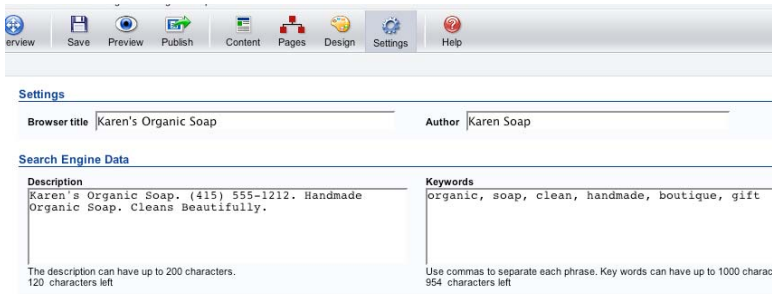 erview Save Preview Publish Content Pages Design Settings Help
Settings
Browser title Karen's Organic Soap Author Karen Soap
Search Engine Data
Description Keywords
Karen's Organic Soap. (415) 555-1212. Handmade organic, soap, clean, handmade, boutique, gift
Organic Soap. Cleans Beautifully.
The description can have up to 200 characters. Use commas to separate each phrase. Key words can have up to 1000 charac
120 characters left 954 characters left